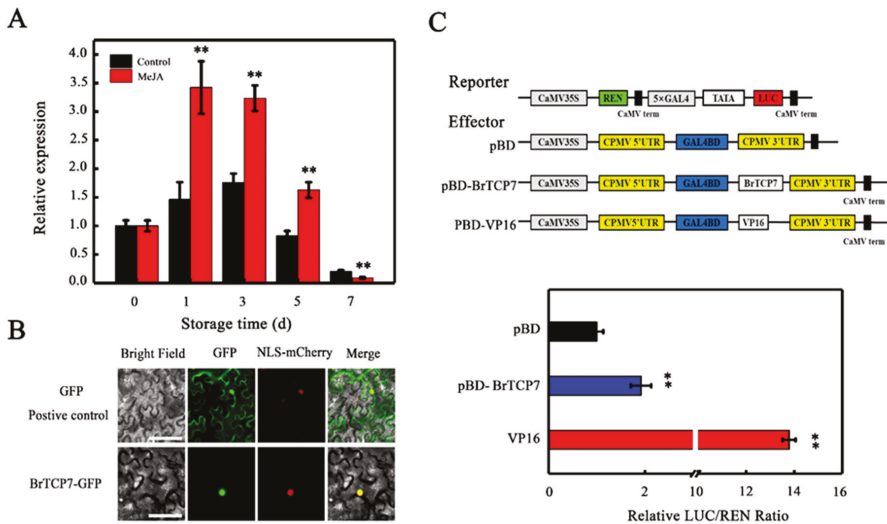 A
Relative expression
4.0
3.5
3.0
2.5
2.0
1.5
1.0
0.5
0.0
Control
MeJA
**
**
**
**
0 1 3 5 7
Storage time (d)
B
Bright Field GFP NLS-mCherry Merge
GFP
Postive control
BrTCP7-GFP
C
Reporter
CaMV35S REN 5×GAL4 TATA LUC
CaMV term CaMV term
Effector
pBD CaMV35S CPMV 5'UTR GAL4BD CPMV 3'UTR
pBD-BrTCP7 CaMV35S CPMV 5'UTR GAL4BD BrTCP7 CPMV 3'UTR
CaMV term
PBD-VP16 CaMV35S CPMV5'UTR GAL4BD VP16 CPMV 3'UTR
CaMV term
pBD
pBD- BrTCP7 **
VP16 **
0 2 10 12 14 16
Relative LUC/REN Ratio